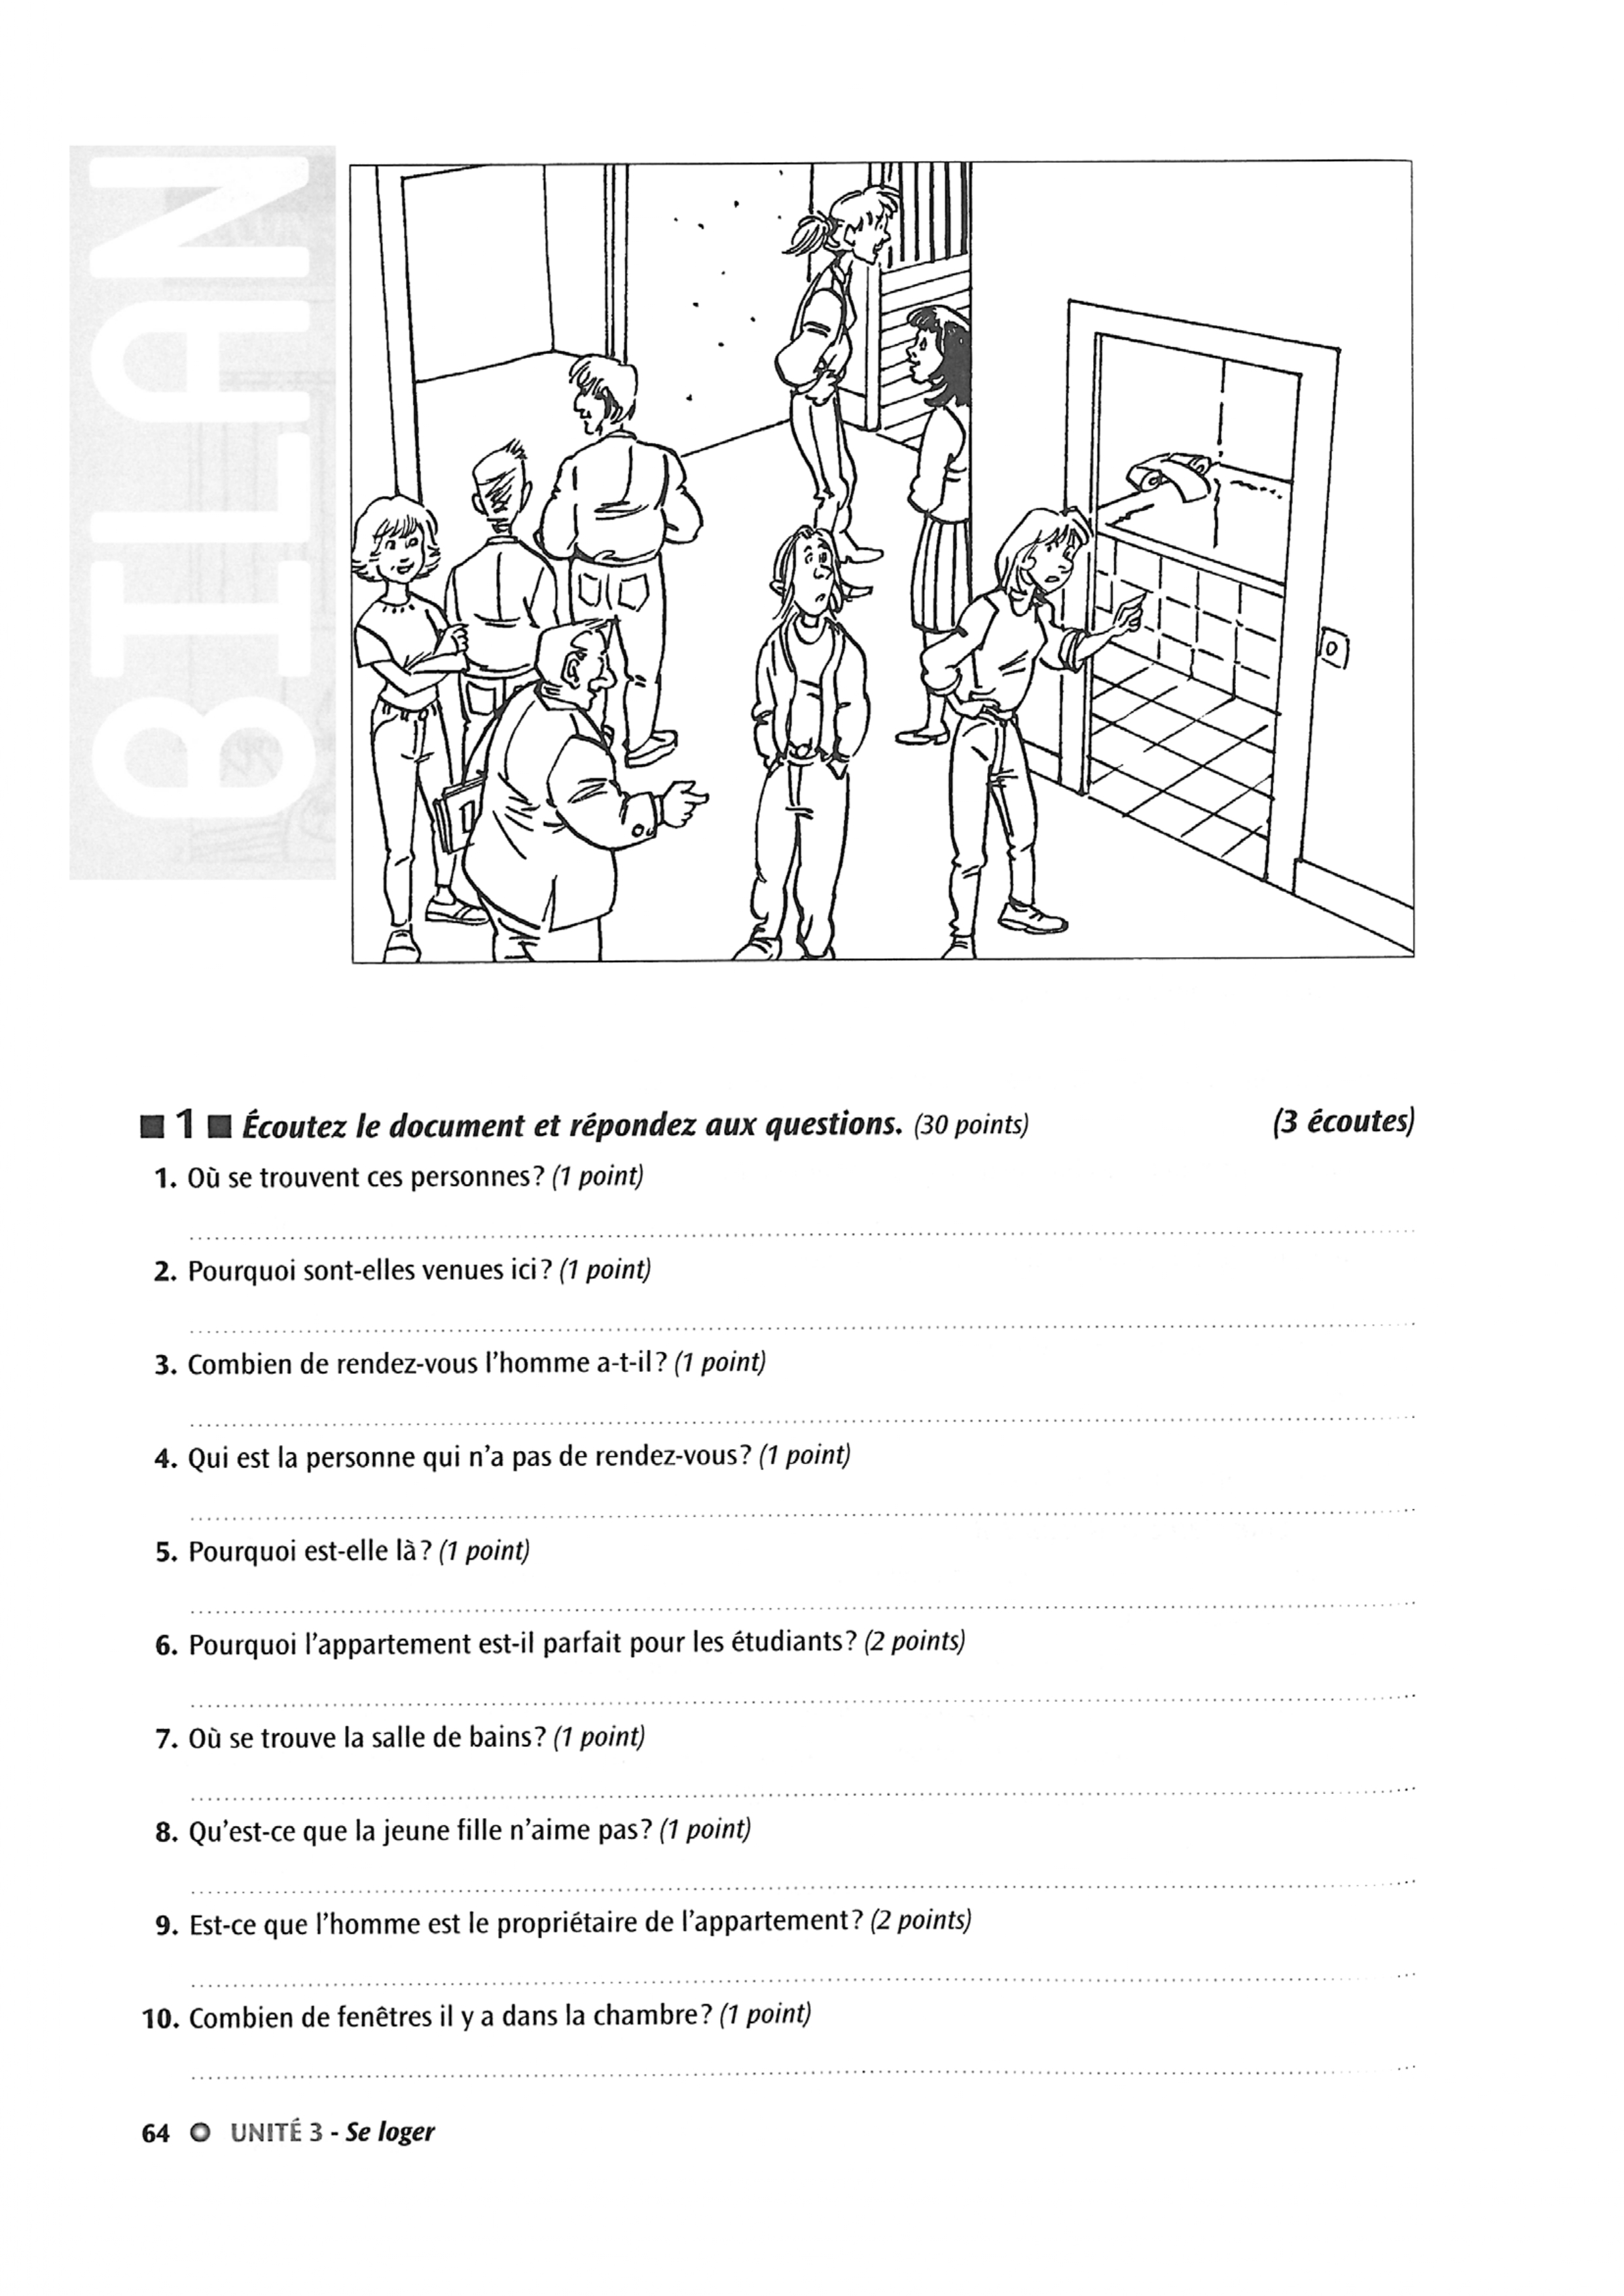 BILAN
■ 1 ■ Écoutez le document et répondez aux questions. (30 points) (3 écoutes)
1. Où se trouvent ces personnes? (1 point)
2. Pourquoi sont-elles venues ici? (1 point)
3. Combien de rendez-vous l'homme a-t-il? (1 point)
4. Qui est la personne qui n'a pas de rendez-vous? (1 point)
5. Pourquoi est-elle là? (1 point)
6. Pourquoi l'appartement est-il parfait pour les étudiants? (2 points)
7. Où se trouve la salle de bains? (1 point)
8. Qu'est-ce que la jeune fille n'aime pas? (1 point)
9. Est-ce que l'homme est le propriétaire de l'appartement? (2 points)
10. Combien de fenêtres il y a dans la chambre? (1 point)
64 UNITÉ 3 - Se loger